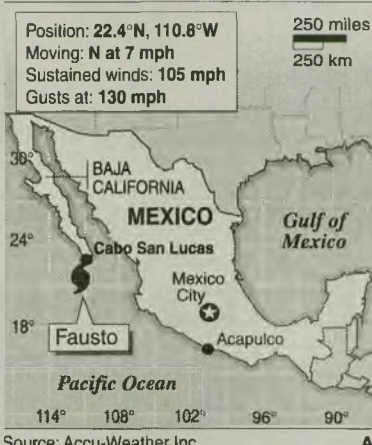 Position: 22.4°N, 110.8°W
Moving: N at 7 mph
Sustained winds: 105 mph
Gusts at: 130 mph
250 miles
250 km
30°
BAJA
CALIFORNIA
MEXICO
Gulf of
Mexico
24°
Cabo San Lucas
Mexico
City
18°
Fausto
Acapulco
Pacific Ocean
114° 108° 102° 96° 90°
Source: Accu-Weather Inc.